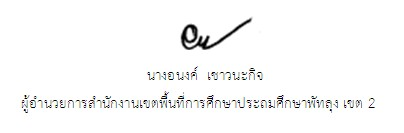 นางอนงค์ เชาวนะกิจ
ผู้อำนวยการสำนักงานเขตพื้นที่การศึกษาประถมศึกษาพัทลุง เขต 2